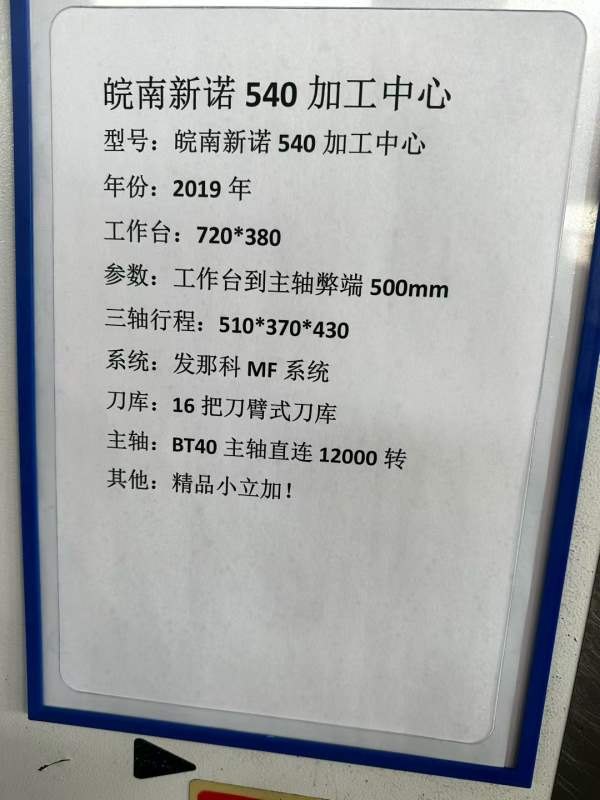 皖南新诺 540 加工中心
型号：皖南新诺 540 加工中心
年份：2019 年
工作台：720*380
参数：工作台到主轴弊端 500mm
三轴行程：510*370*430
系统：发那科 MF 系统
刀库：16 把刀臂式刀库
主轴：BT40 主轴直连 12000 转
其他：精品小立加！